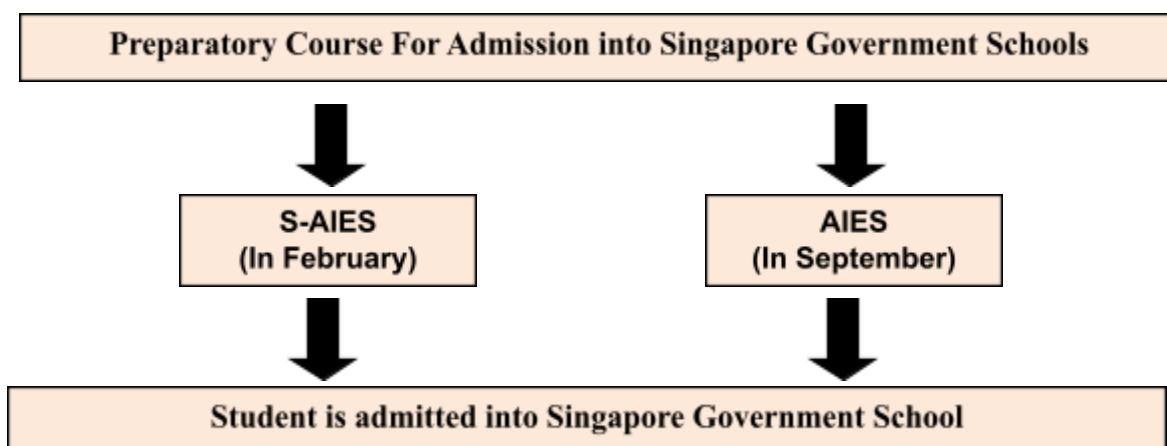 Preparatory Course For Admission into Singapore Government Schools
S-AIES
(In February)
AIES
(In September)
Student is admitted into Singapore Government School